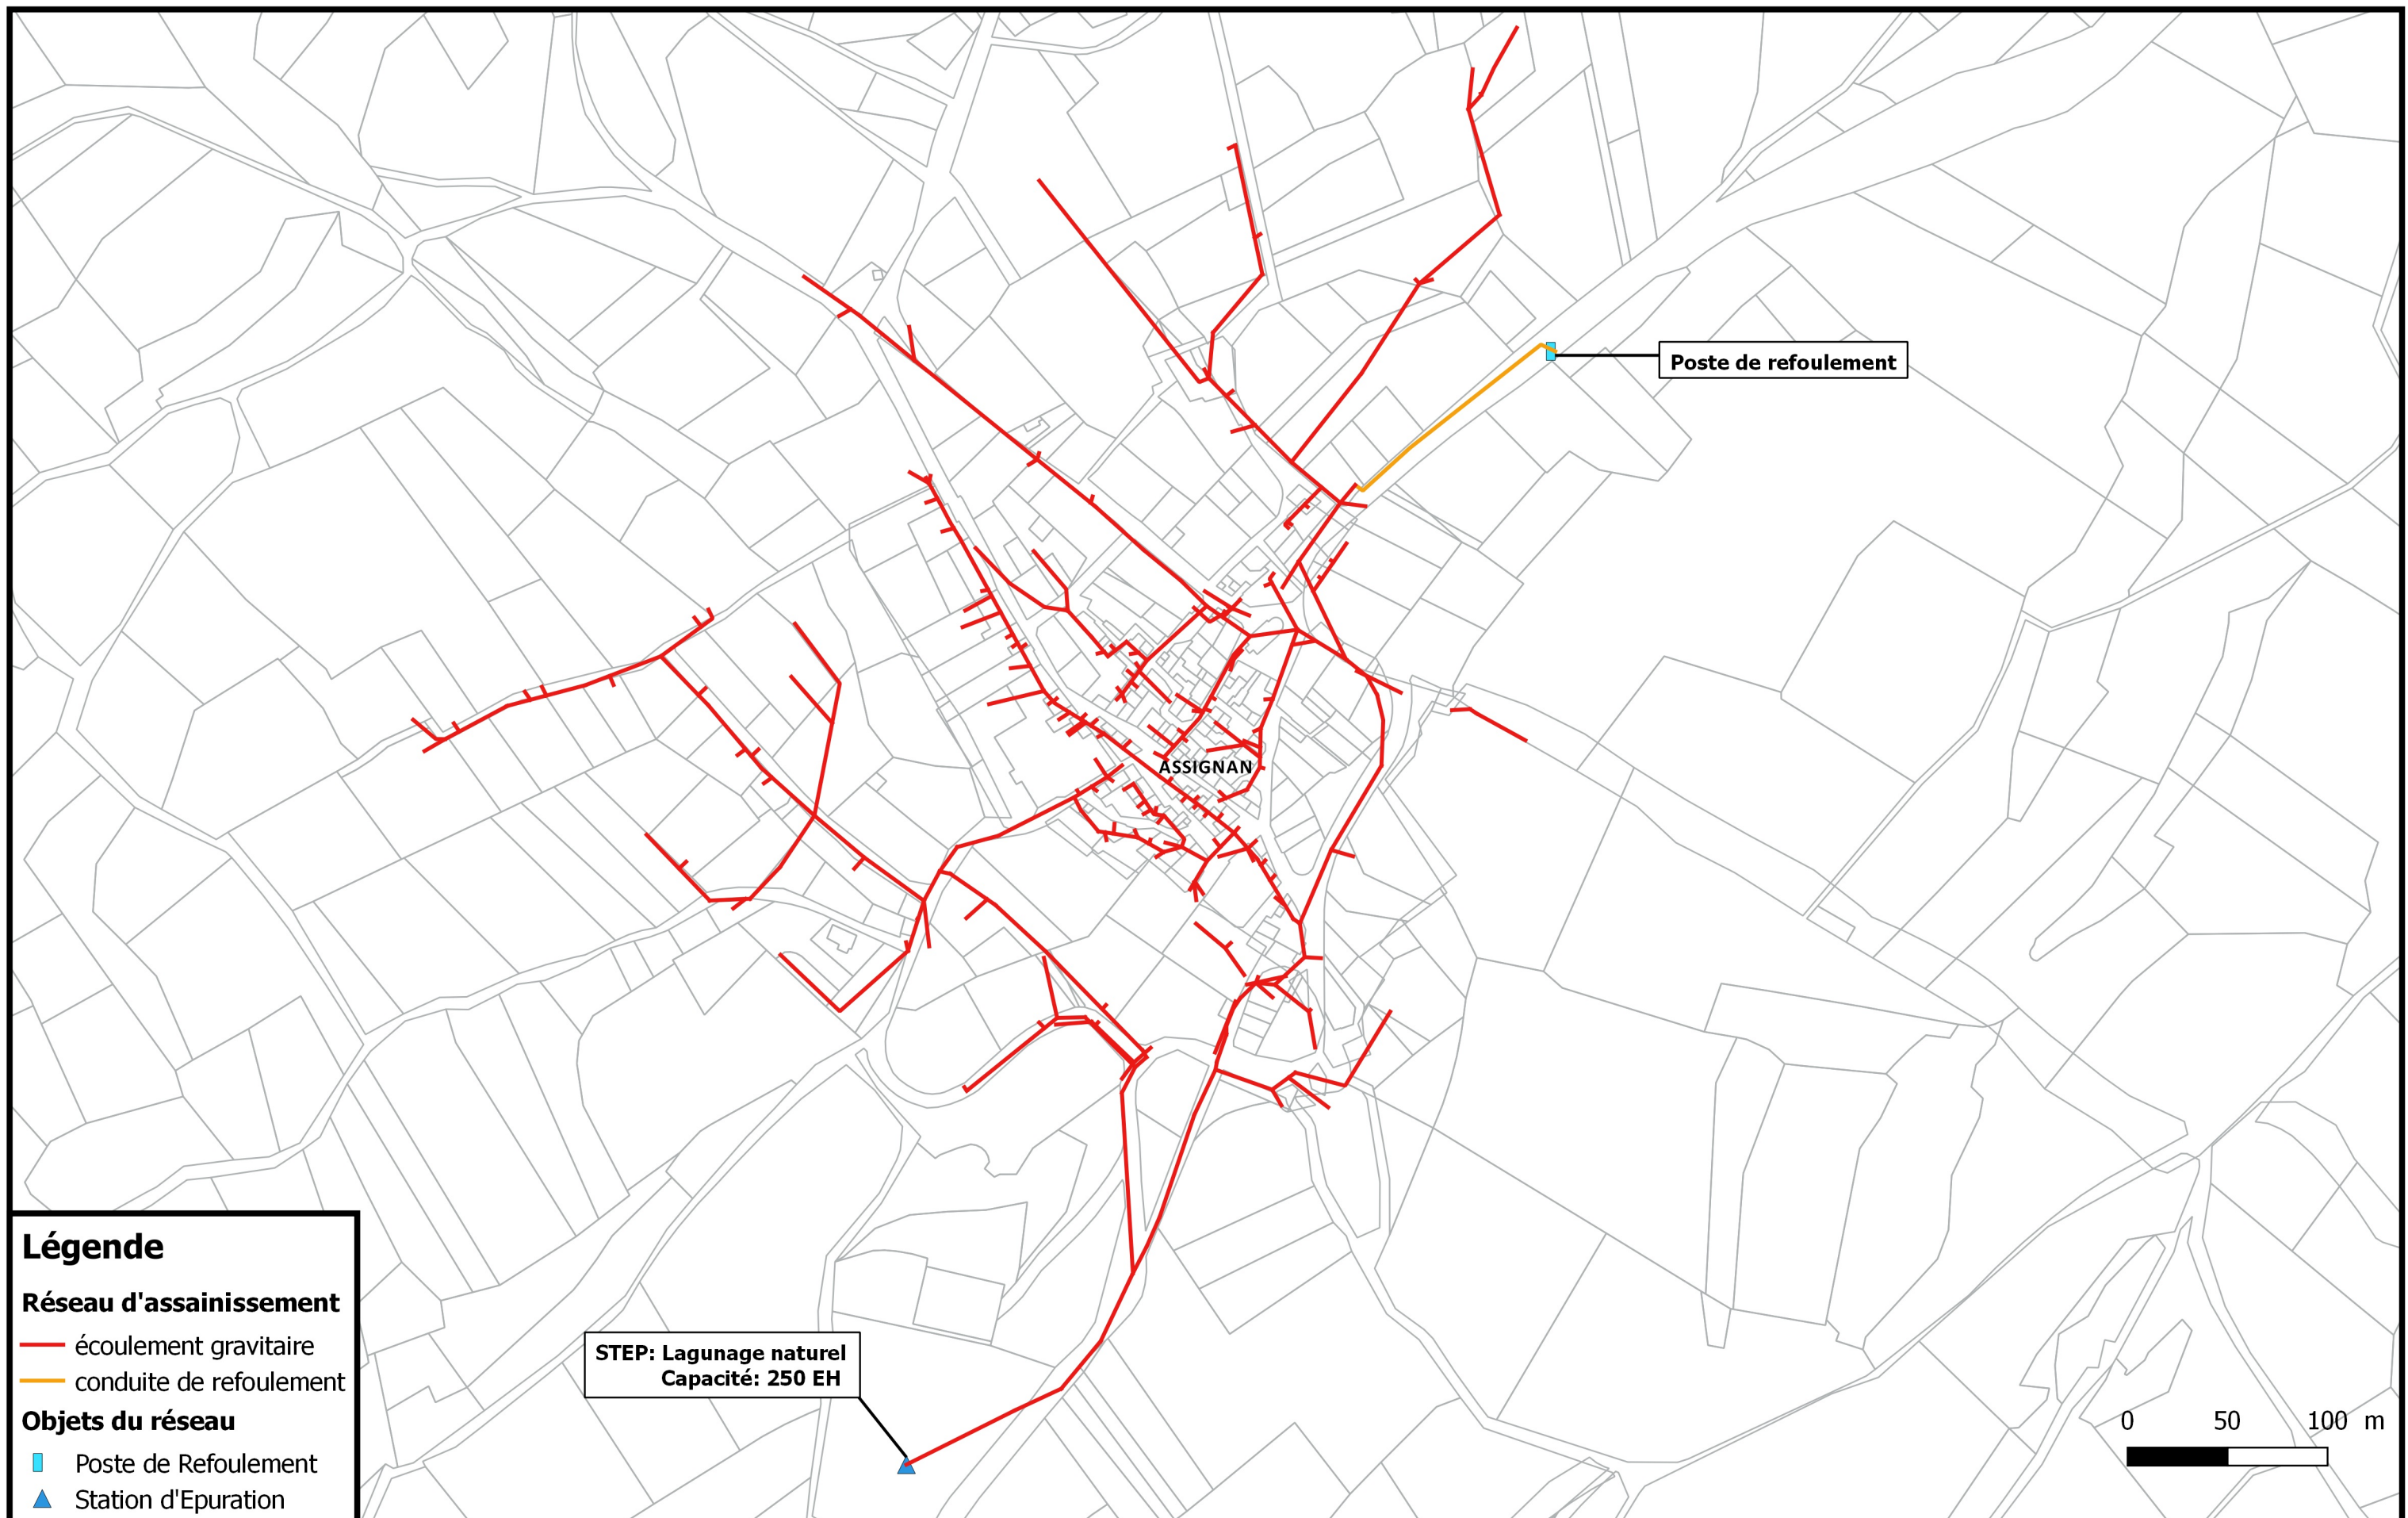 Poste de refoulement
ASSIGNAN
STEP: Lagunage naturel
Capacité: 250 EH
Légende
Réseau d'assainissement
écoulement gravitaire
conduite de refoulement
Objets du réseau
Poste de Refoulement
Station d'Epuration
0 50 100 m